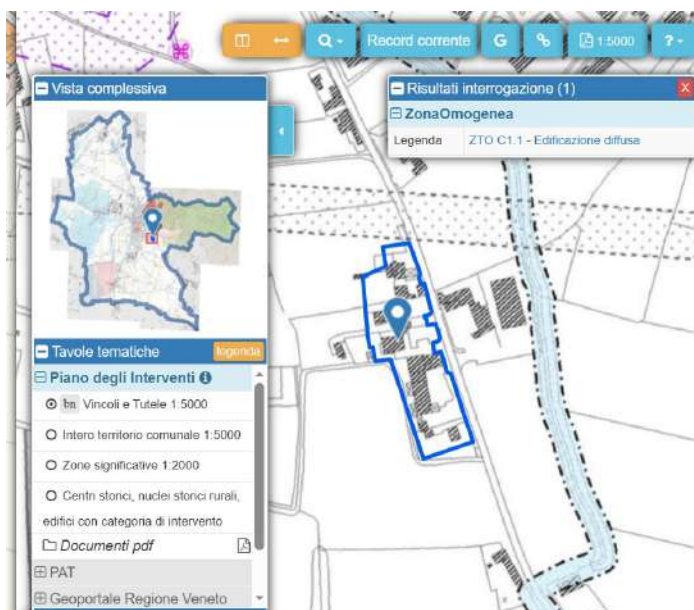 Record corrente
G
1:5000
?
Vista complessiva
Risultati interrogazione (1)
X
ZonaOmogenea
Legenda ZTO C1.1 - Edificazione diffusa
Tavole tematiche legenda
Piano degli Interventi
bn Vincoli e Tutele 1:5000
Intero territorio comunale 1:5000
Zone significative 1:2000
Centri storici, nuclei storici rurali,
edifici con categoria di intervento
Documenti pdf
PAT
Geoportale Regione Veneto